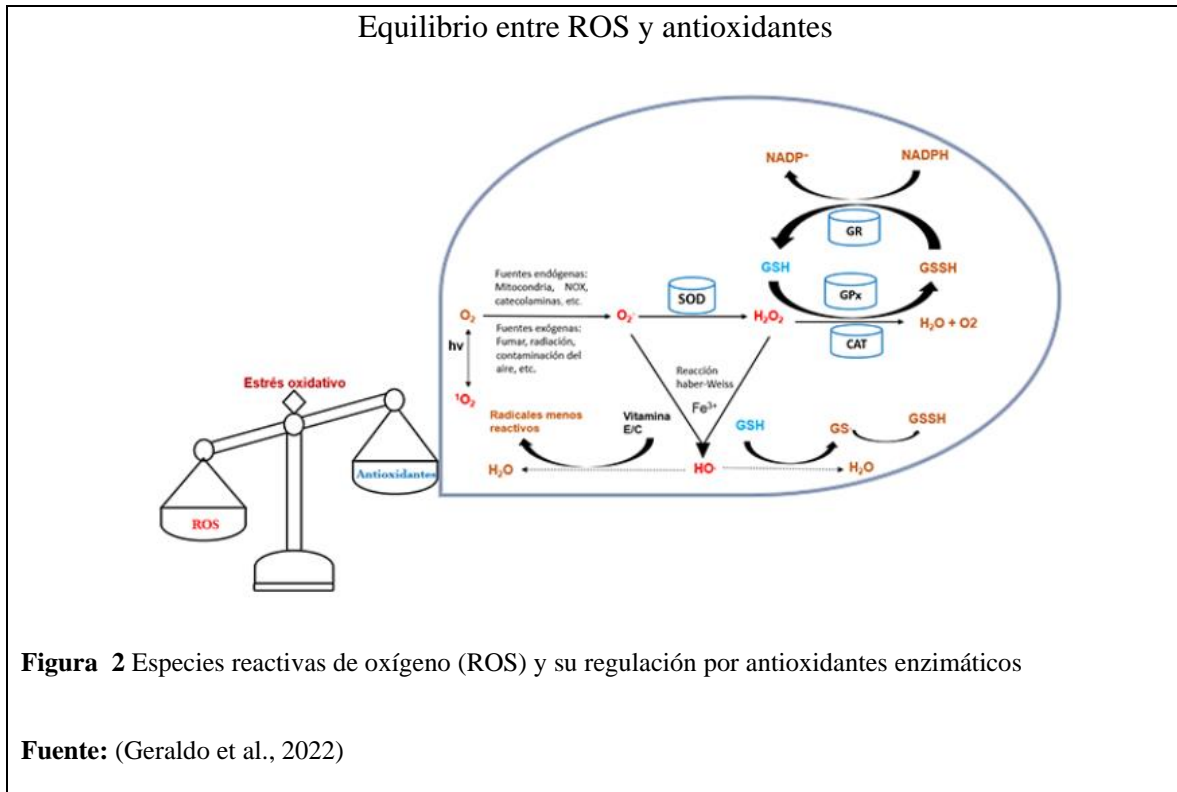 Equilibrio entre ROS y antioxidantes
NADP⁺
NADPH
GR
GSH
GSSH
Fuentes endógenas:
Mitocondria, NOX,
catecolaminas, etc.
SOD
GPx
O₂
O₂⁻
H₂O₂
H₂O + O2
Fuentes exógenas:
Fumar, radiación,
contaminación del
aire, etc.
CAT
hv
Reacción
haber-Weiss
Estrés oxidativo
¹O₂
Fe³⁺
Radicales menos
reactivos
Vitamina
E/C
GSH
GS·
GSSH
H₂O
HO·
H₂O
Antioxidantes
ROS
Figura 2 Especies reactivas de oxígeno (ROS) y su regulación por antioxidantes enzimáticos
Fuente: (Geraldo et al., 2022)